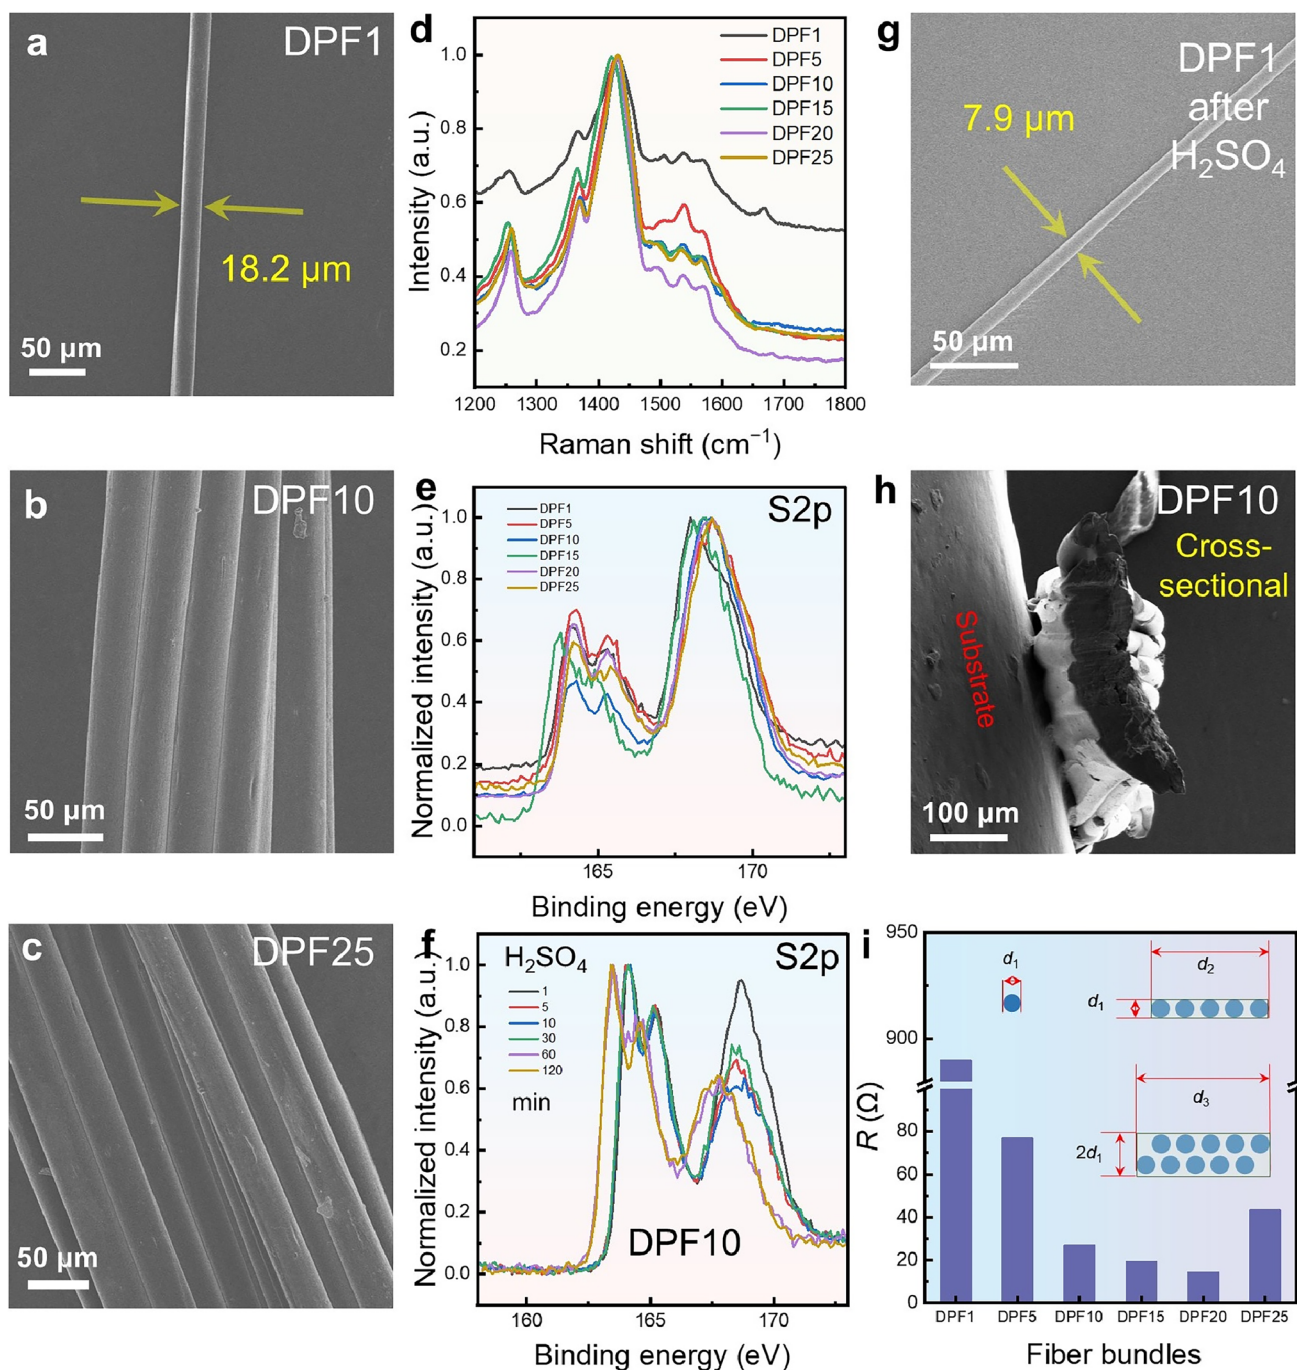 a
DPF1
18.2 µm
50 µm
b
DPF10
50 µm
c
DPF25
50 µm
d
DPF1
DPF5
DPF10
DPF15
DPF20
DPF25
Intensity (a.u.)
1.0
0.8
0.6
0.4
0.2
1200 1300 1400 1500 1600 1700 1800
Raman shift (cm⁻¹)
e
S2p
DPF1
DPF5
DPF10
DPF15
DPF20
DPF25
Normalized intensity (a.u.)
1.0
0.8
0.6
0.4
0.2
0.0
165 170
Binding energy (eV)
f
H₂SO₄
S2p
1
5
10
30
60
120
min
DPF10
Normalized intensity (a.u.)
1.0
0.8
0.6
0.4
0.2
0.0
160 165 170
Binding energy (eV)
g
DPF1
after
H₂SO₄
7.9 µm
50 µm
h
DPF10
Cross-
sectional
Substrate
100 µm
i
950
900
80
60
40
20
0
R (Ω)
d₁
d₂
d₁
d₃
2d₁
DPF1 DPF5 DPF10 DPF15 DPF20 DPF25
Fiber bundles